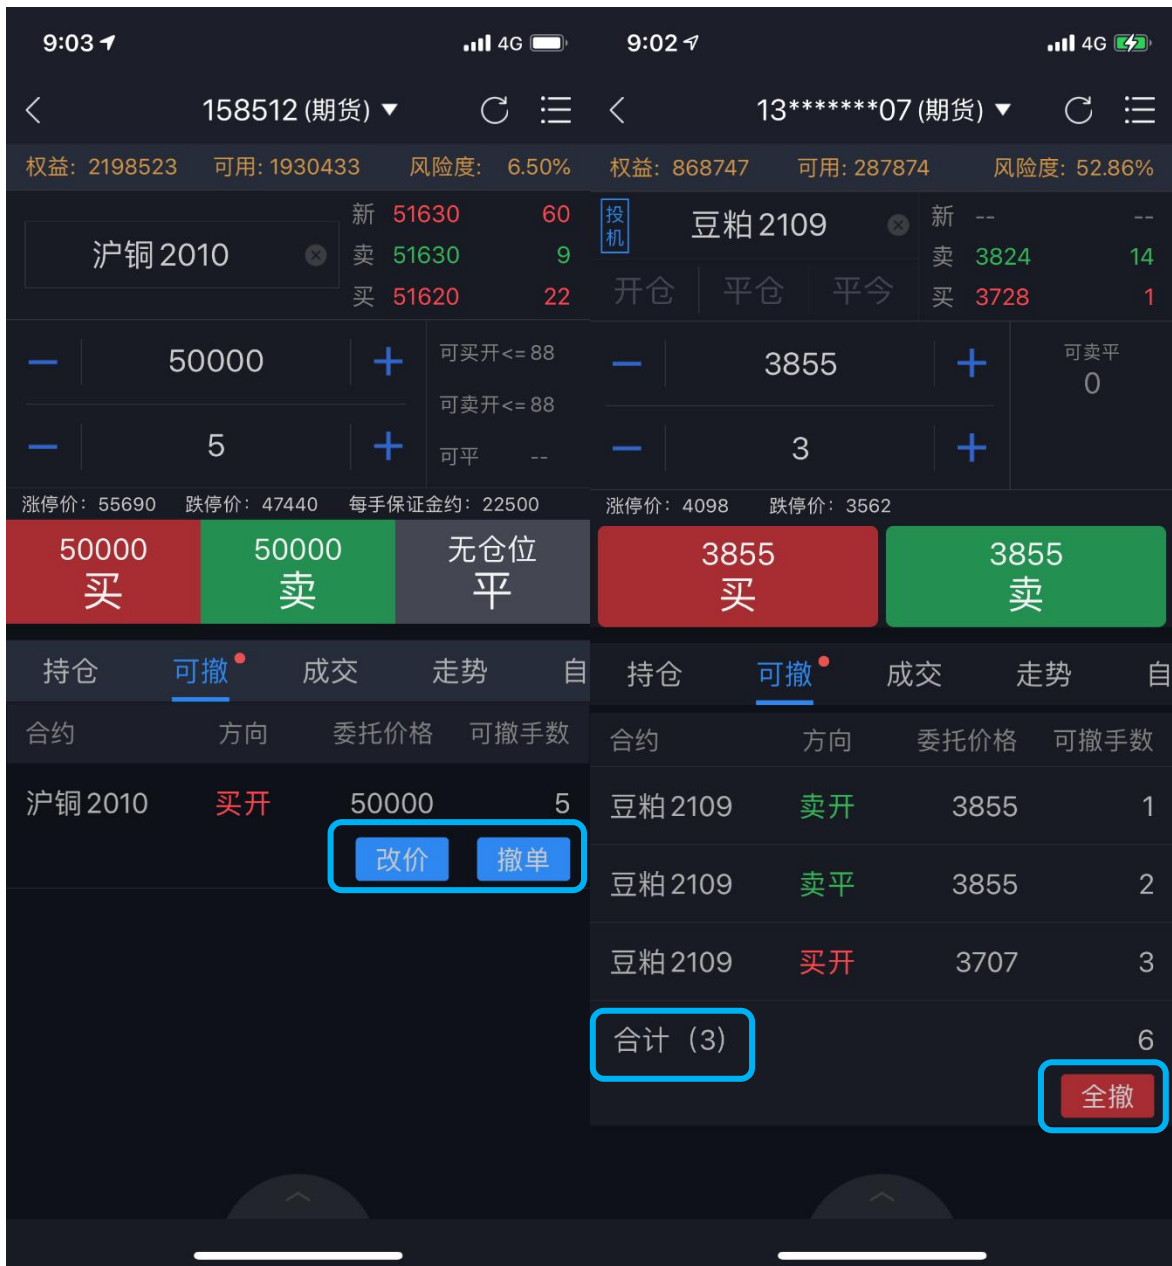 9:03
4G
158512 (期货)
权益: 2198523 可用: 1930433 风险度: 6.50%
沪铜 2010
新 51630 60
卖 51630 9
买 51620 22
50000
5
可买开<= 88
可卖开<= 88
可平 --
涨停价: 55690 跌停价: 47440 每手保证金约: 22500
50000 50000 无仓位
买 卖 平
持仓 可撤 成交 走势 自
合约 方向 委托价格 可撤手数
沪铜 2010 买开 50000 5
改价 撤单
9:02
4G
13*******07 (期货)
权益: 868747 可用: 287874 风险度: 52.86%
投机
豆粕 2109
开仓 平仓 平今
新 -- --
卖 3824 14
买 3728 1
3855
3
可卖平
0
涨停价: 4098 跌停价: 3562
3855 3855
买 卖
持仓 可撤 成交 走势 自
合约 方向 委托价格 可撤手数
豆粕 2109 卖开 3855 1
豆粕 2109 卖平 3855 2
豆粕 2109 买开 3707 3
合计（3） 6
全撤